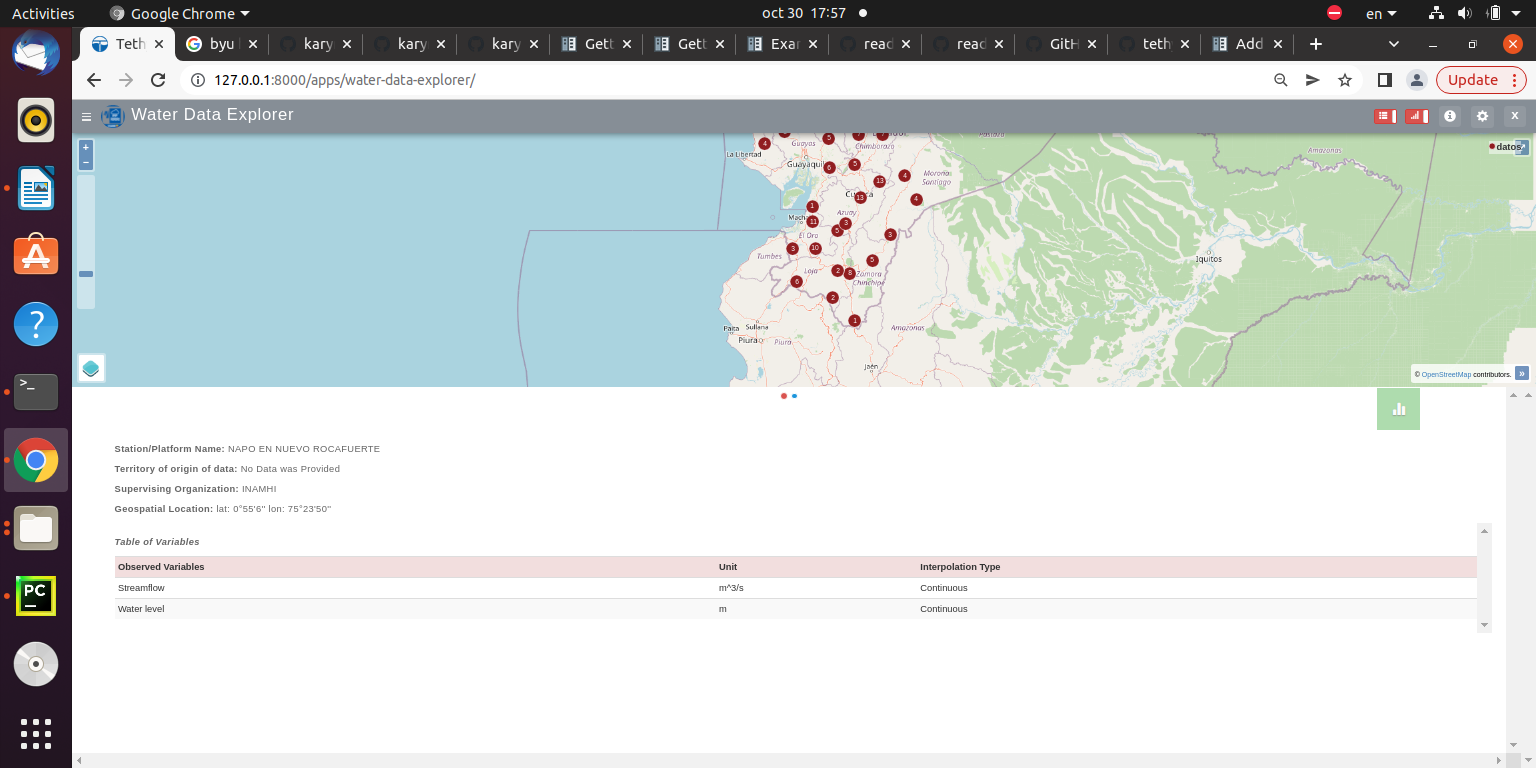 Activities Google Chrome oct 30 17:57 en
Teth byu kary kary kary Gett Gett Exar read read GitH teth Add
127.0.0.1:8000/apps/water-data-explorer/ Update
Water Data Explorer
+
−
datos
La Libertad
Guayas
Guayaquil
Chimborazo
Pastaza
Morona Santiago
Azuay
El Oro
Tumbes
Loja
Zamora Chinchipe
Paita
Sullana
Piura
Piura
Amazonas
Jaén
Iquitos
Amazonas
4
5
6
5
13
4
13
4
1
11
3
5
3
3
10
5
2
8
6
2
1
© OpenStreetMap contributors. »
Station/Platform Name: NAPO EN NUEVO ROCAFUERTE
Territory of origin of data: No Data was Provided
Supervising Organization: INAMHI
Geospatial Location: lat: 0°55'6'' lon: 75°23'50''
Table of Variables
Observed Variables Unit Interpolation Type
Streamflow m^3/s Continuous
Water level m Continuous